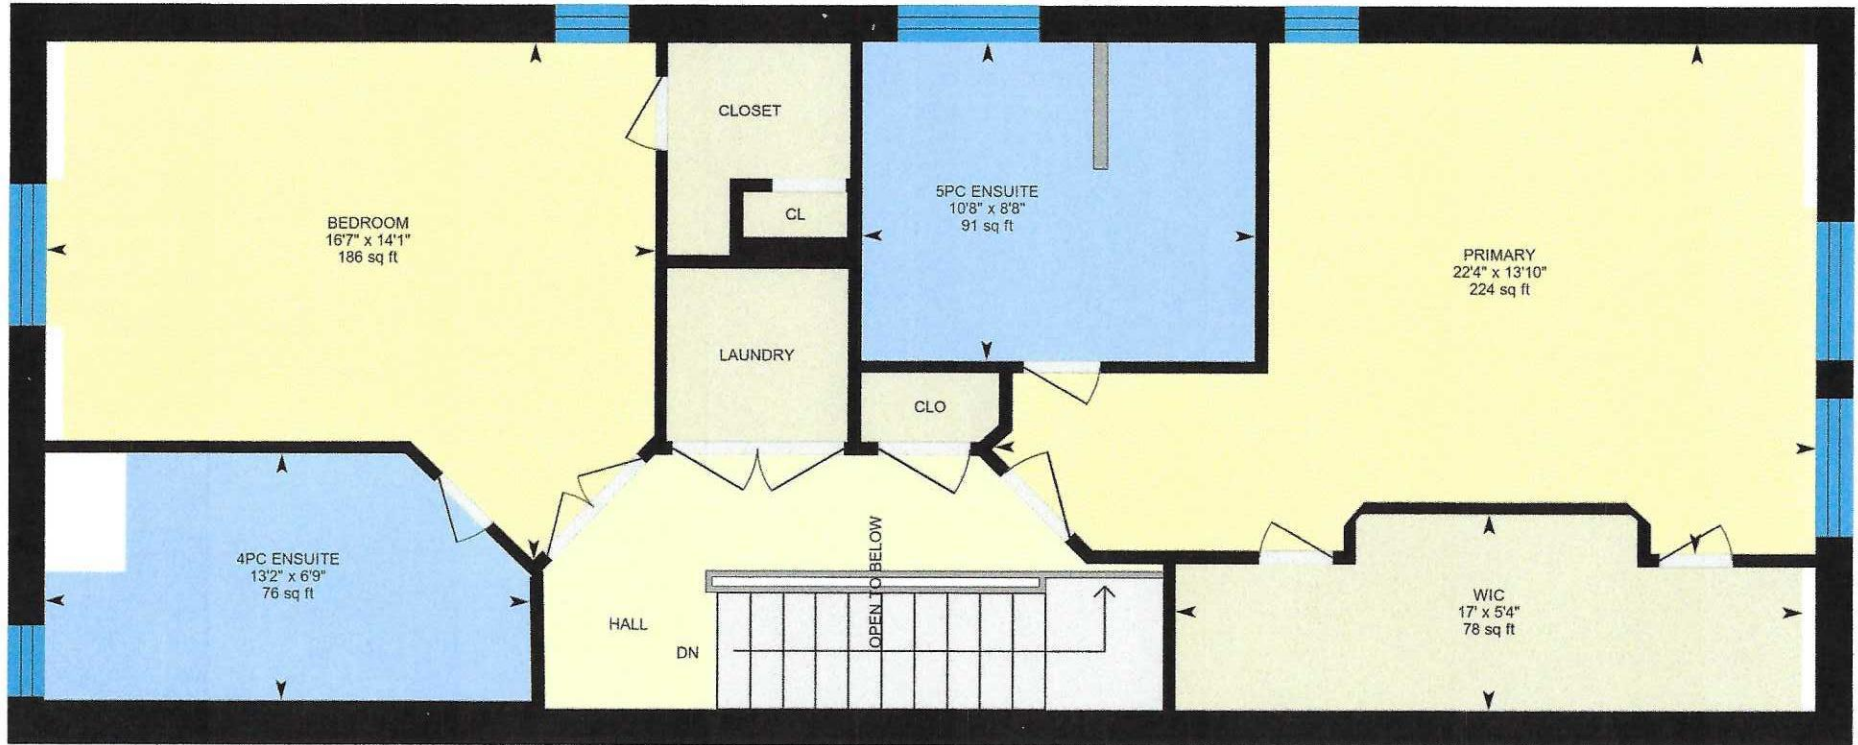 CLOSET
5PC ENSUITE
10'8" x 8'8"
91 sq ft
CL
BEDROOM
16'7" x 14'1"
186 sq ft
PRIMARY
22'4" x 13'10"
224 sq ft
LAUNDRY
CLO
4PC ENSUITE
13'2" x 6'9"
76 sq ft
OPEN TO BELOW
HALL
DN
WIC
17' x 5'4"
78 sq ft